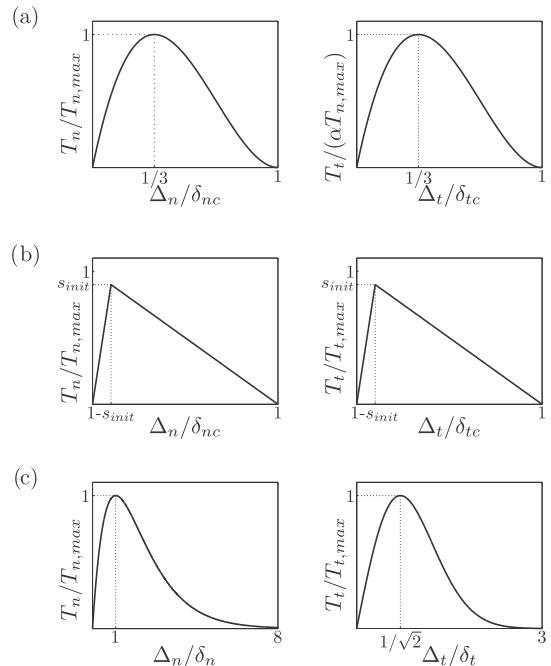 (a)
1
T_n/T_{n,max}
1/3
1
Δ_n/δ_{nc}
1
T_t/(αT_{n,max})
1/3
1
Δ_t/δ_{tc}
(b)
1
s_{init}
T_n/T_{n,max}
1-s_{init}
1
Δ_n/δ_{nc}
1
s_{init}
T_t/T_{t,max}
1-s_{init}
1
Δ_t/δ_{tc}
(c)
1
T_n/T_{n,max}
1
8
Δ_n/δ_n
1
T_t/T_{t,max}
1/√2
3
Δ_t/δ_t